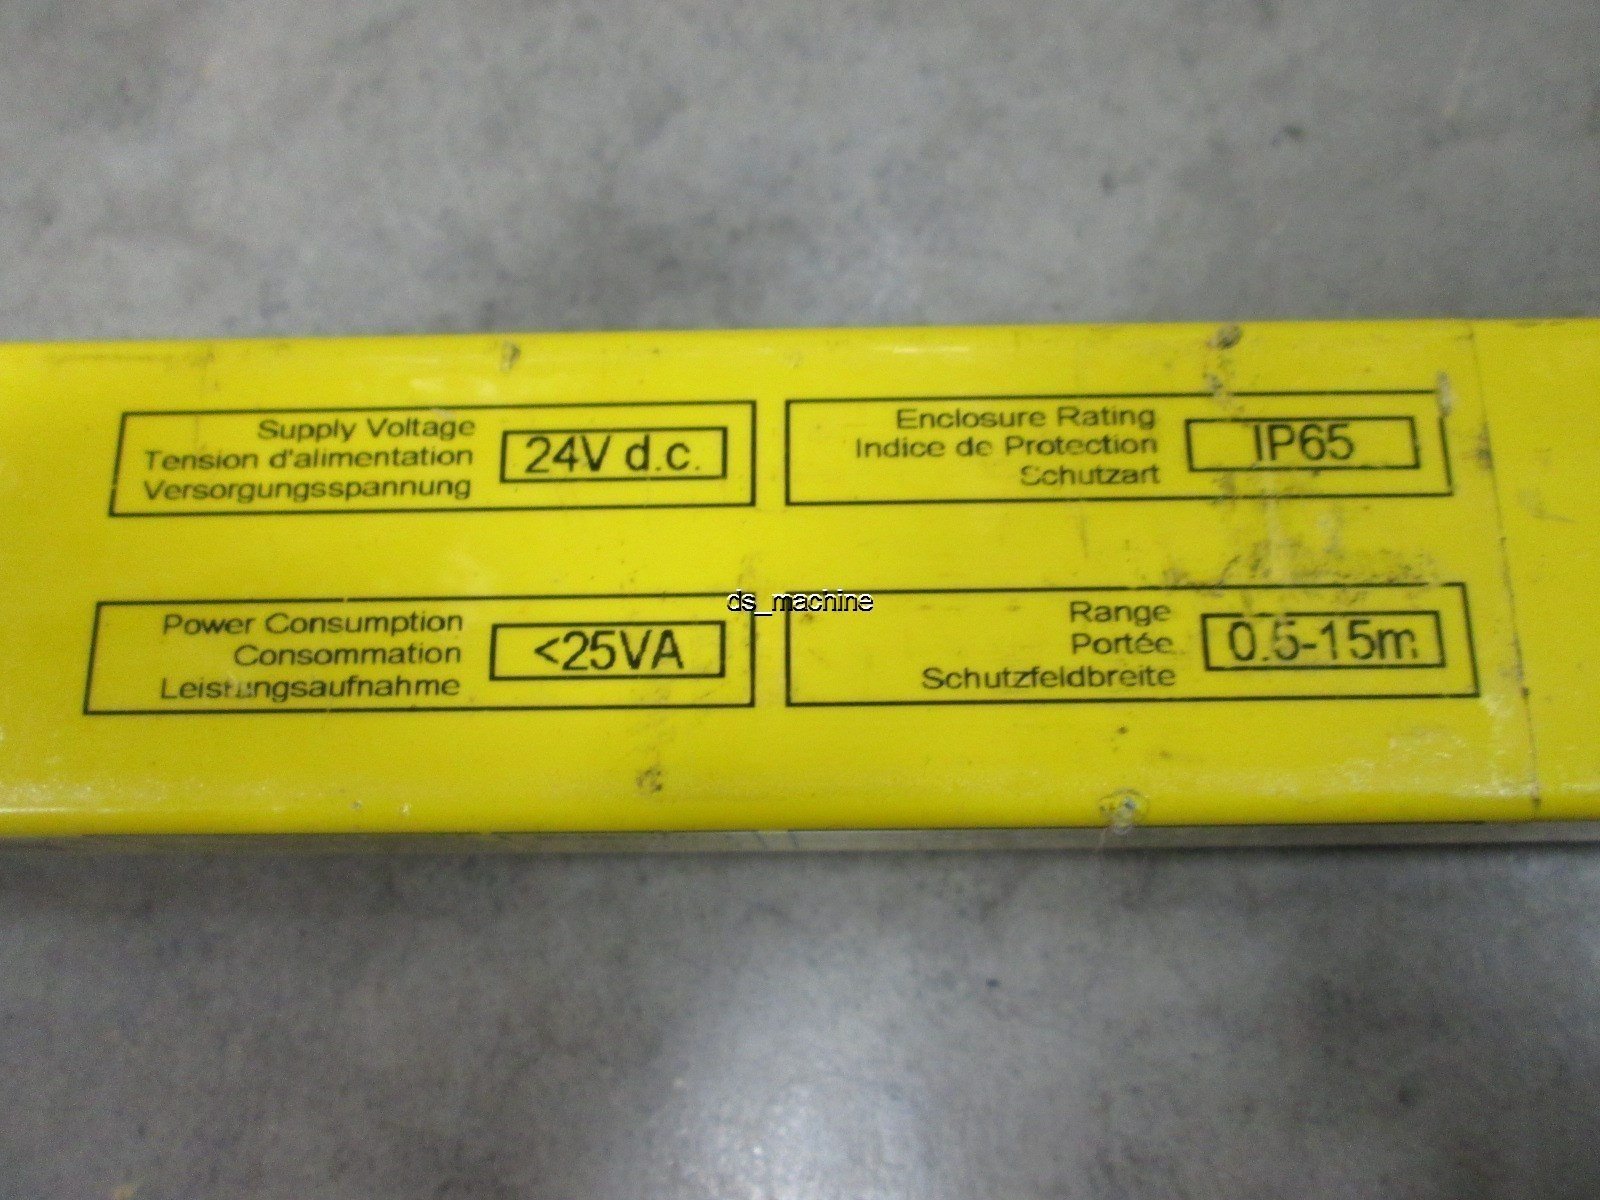 Supply Voltage
Tension d'alimentation
Versorgungsspannung
24V d.c.
Enclosure Rating
Indice de Protection
Schutzart
IP65
Power Consumption
Consommation
Leistungsaufnahme
<25VA
ds_machine
Range
Portée
Schutzfeldbreite
0.5-15m